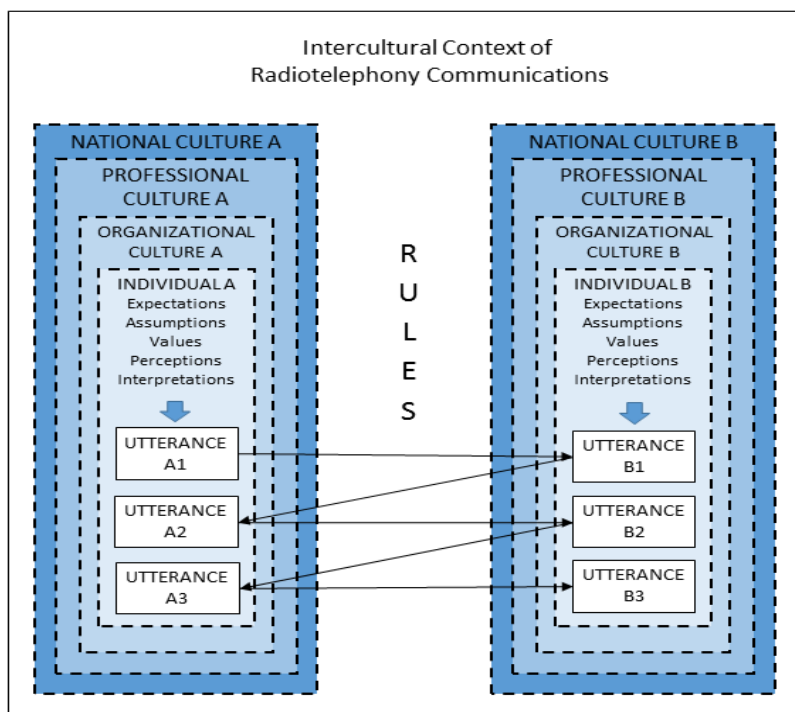 Intercultural Context of
Radiotelephony Communications
NATIONAL CULTURE A
PROFESSIONAL
CULTURE A
ORGANIZATIONAL
CULTURE A
INDIVIDUAL A
Expectations
Assumptions
Values
Perceptions
Interpretations
UTTERANCE
A1
UTTERANCE
A2
UTTERANCE
A3
R
U
L
E
S
NATIONAL CULTURE B
PROFESSIONAL
CULTURE B
ORGANIZATIONAL
CULTURE B
INDIVIDUAL B
Expectations
Assumptions
Values
Perceptions
Interpretations
UTTERANCE
B1
UTTERANCE
B2
UTTERANCE
B3